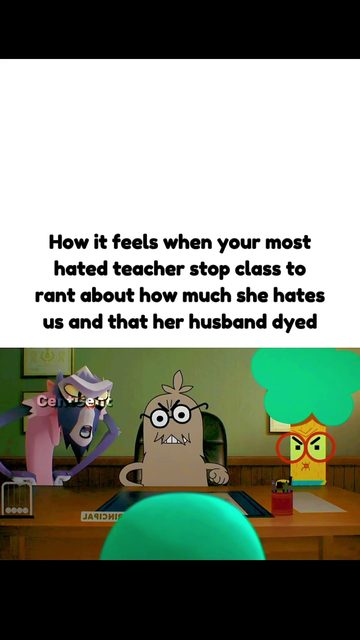 How it feels when your most
hated teacher stop class to
rant about how much she hates
us and that her husband dyed
PRINCIPAL